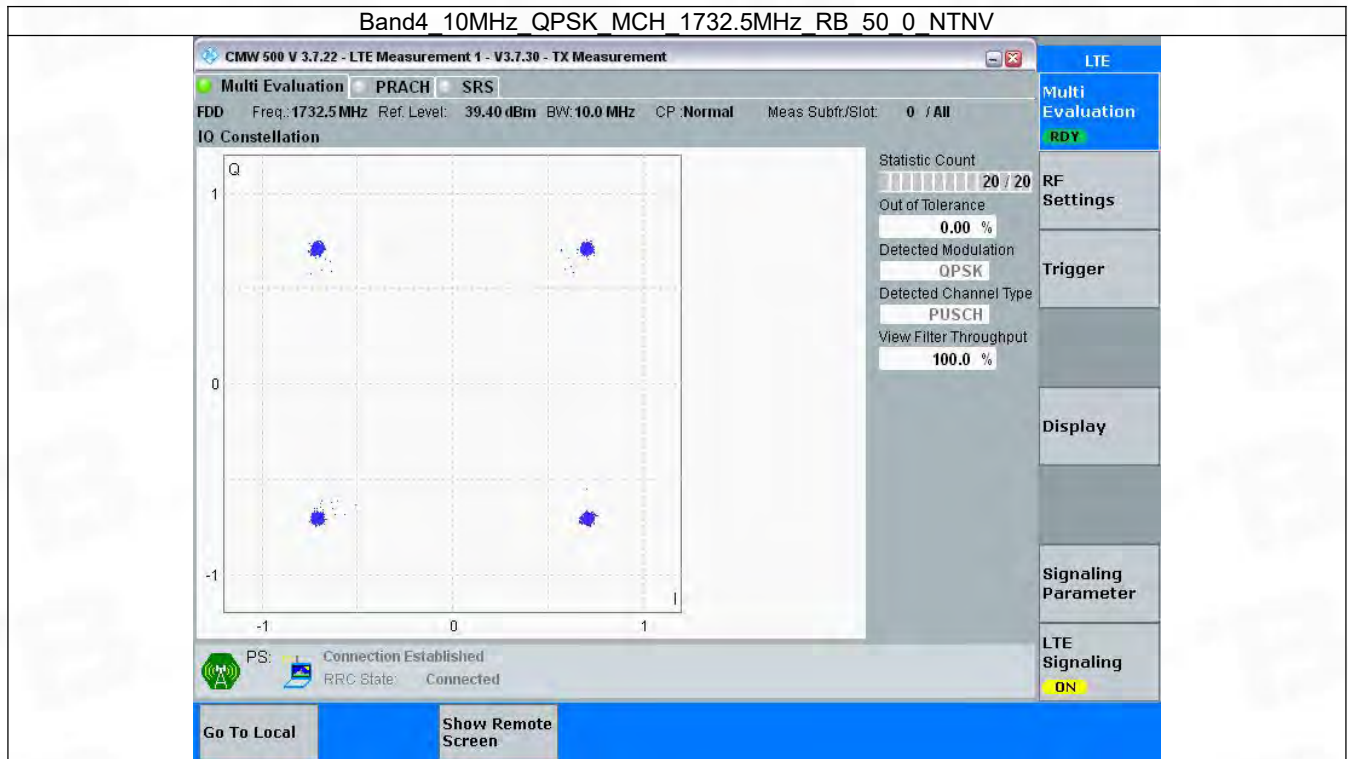 Band4_10MHz_QPSK_MCH_1732.5MHz_RB_50_0_NTNV
CMW 500 V 3.7.22 - LTE Measurement 1 - V3.7.30 - TX Measurement
LTE
Multi Evaluation PRACH SRS
Multi
Evaluation
RDY
FDD Freq.: 1732.5 MHz Ref. Level: 39.40 dBm BW: 10.0 MHz CP :Normal Meas Subfr./Slot: 0 / All
IQ Constellation
Q
1
0
-1
-1 0 1
I
Statistic Count
20 / 20
Out of Tolerance
0.00 %
Detected Modulation
QPSK
Detected Channel Type
PUSCH
View Filter Throughput
100.0 %
RF
Settings
Trigger
Display
Signaling
Parameter
LTE
Signaling
ON
PS: Connection Established
RRC State: Connected
Go To Local
Show Remote
Screen